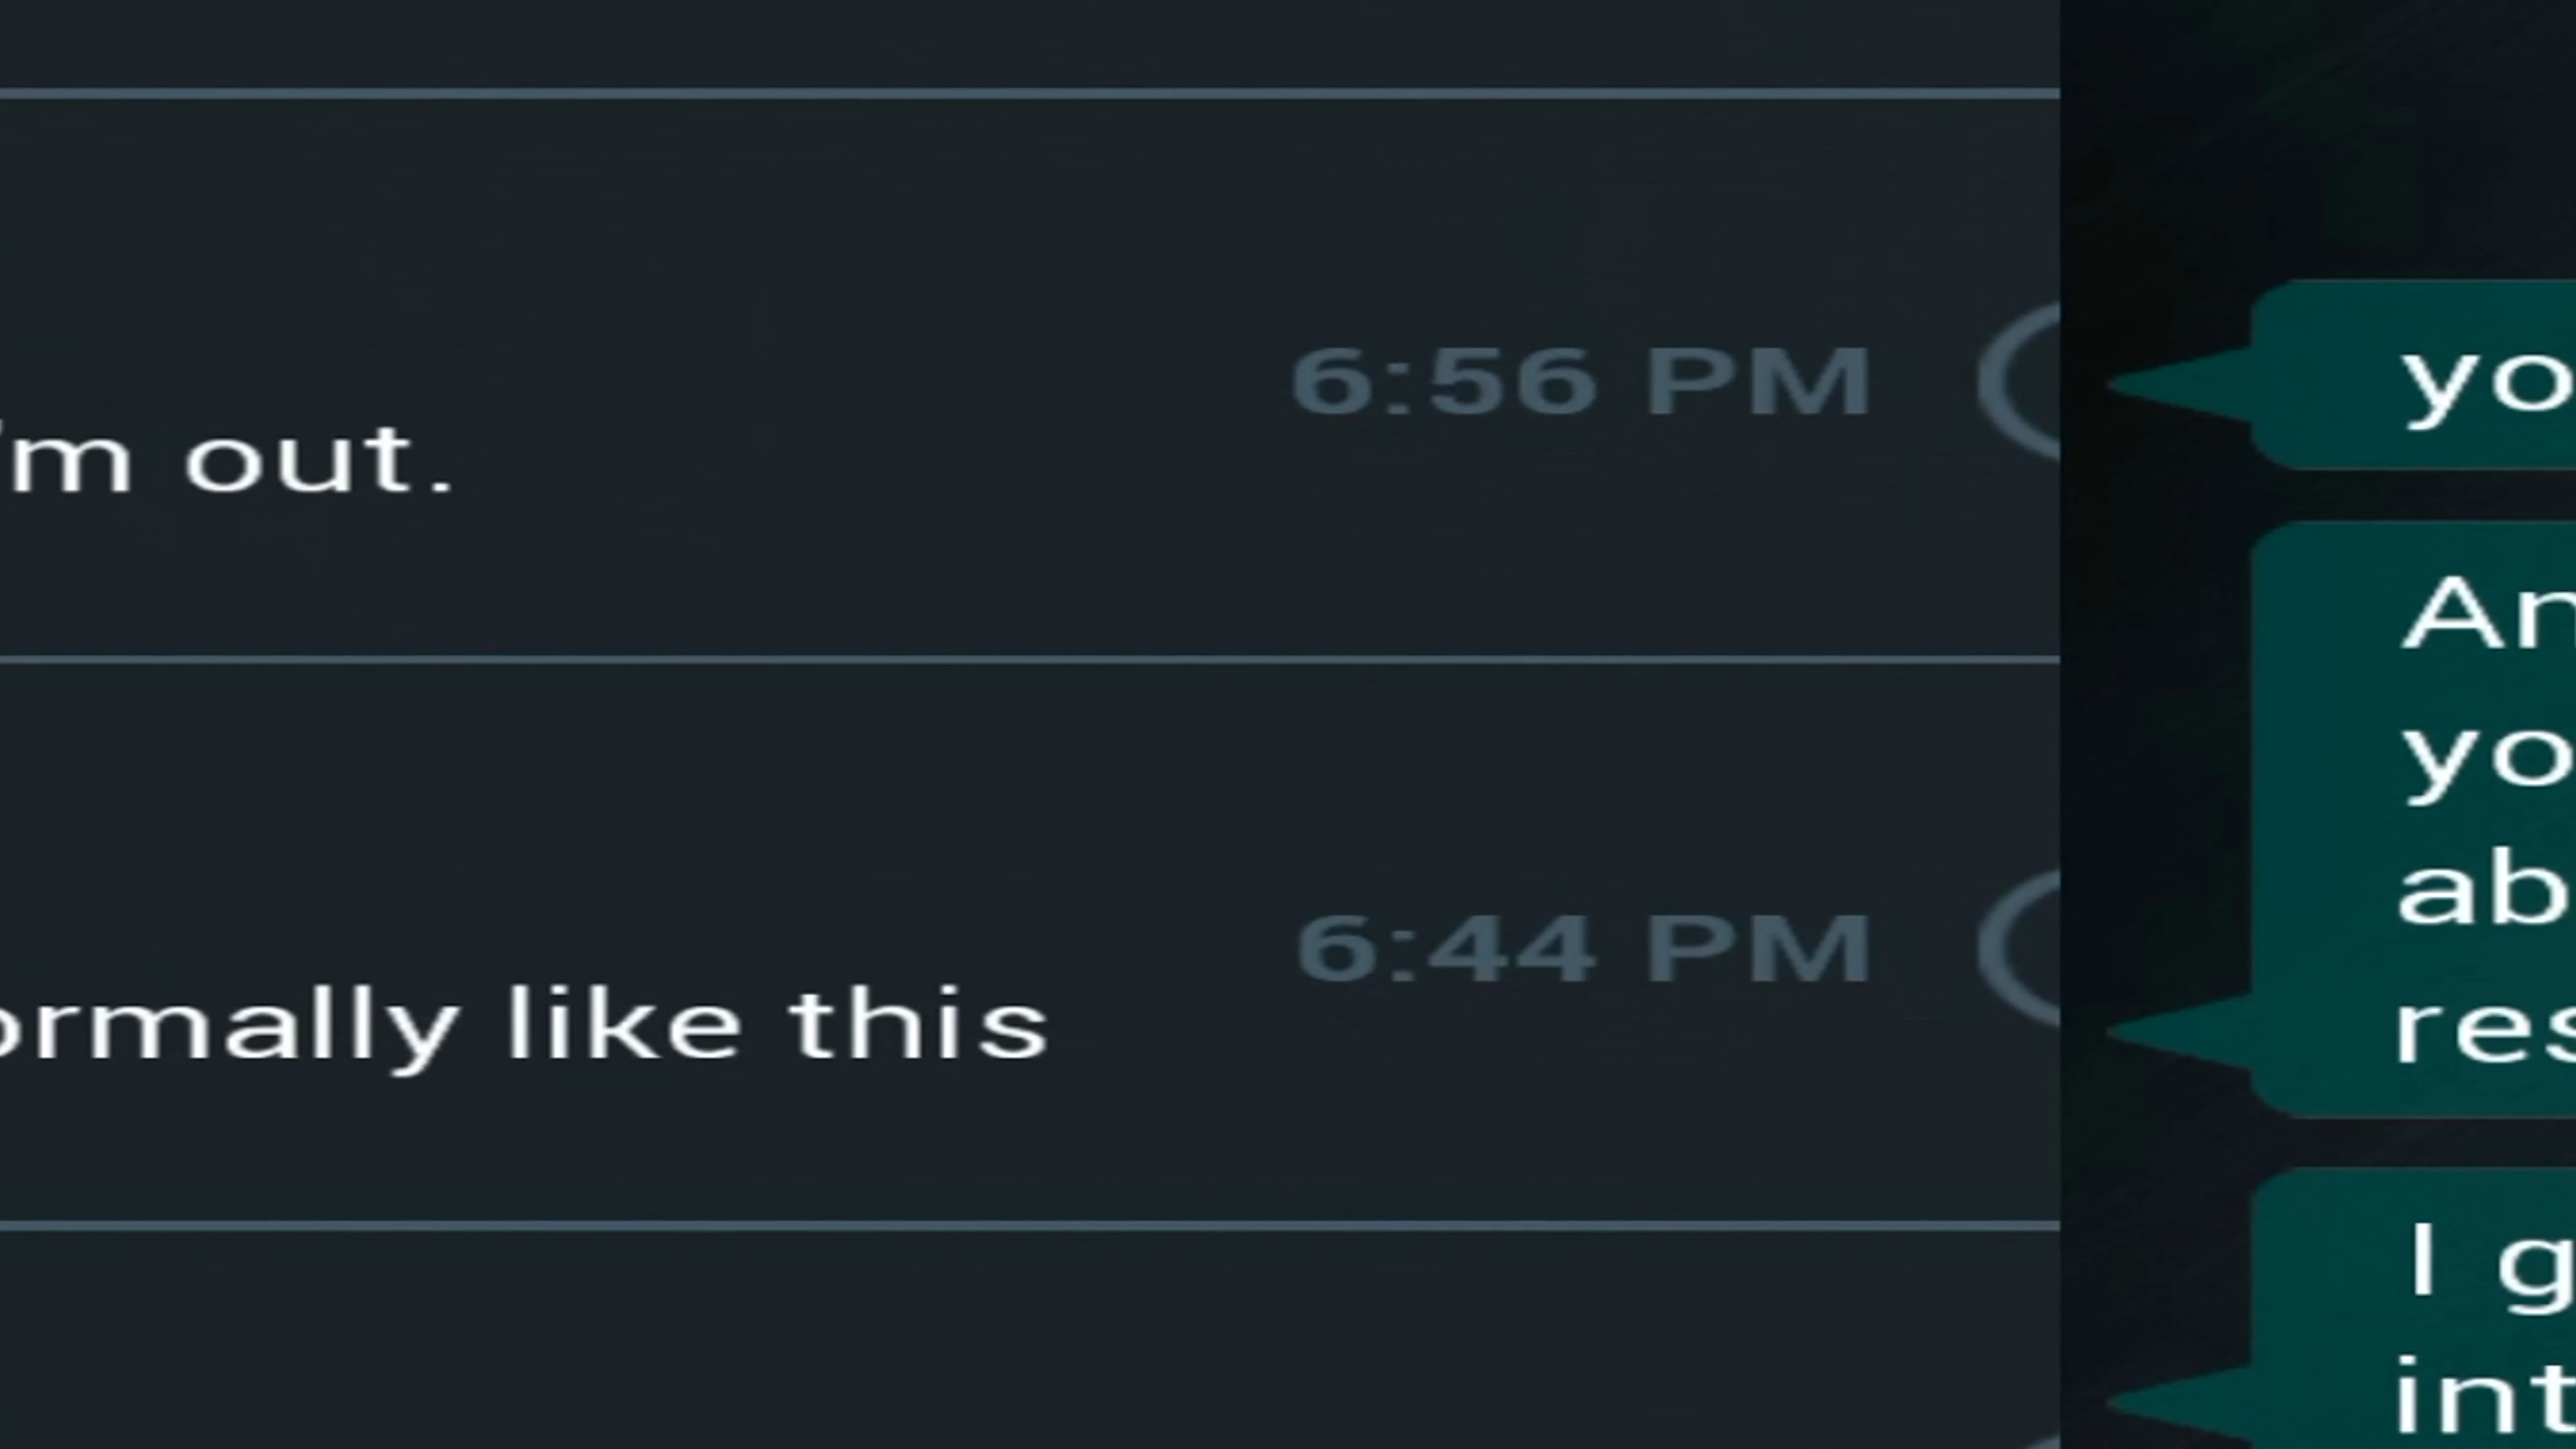 6:56 PM
'm out.
6:44 PM
ormally like this
yo
An
yo
ab
res
I g
int